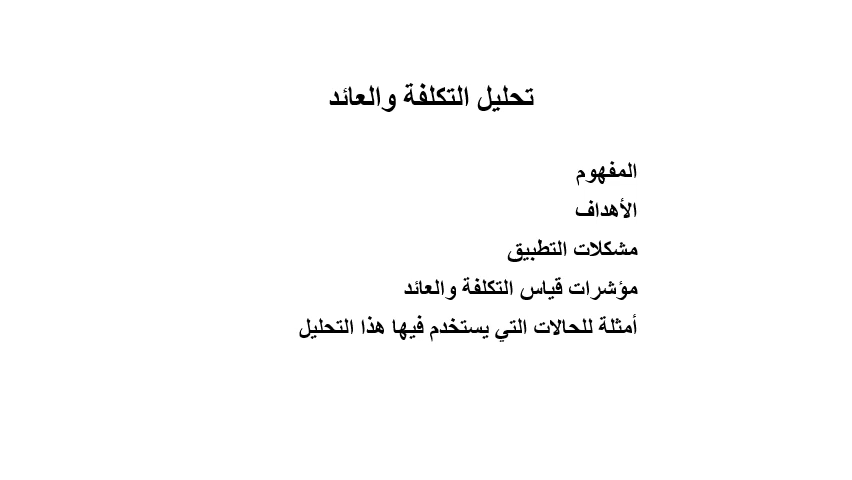 تحليل التكلفة والعائد
المفهوم
الأهداف
مشكلات التطبيق
مؤشرات قياس التكلفة والعائد
أمثلة للحالات التي يستخدم فيها هذا التحليل